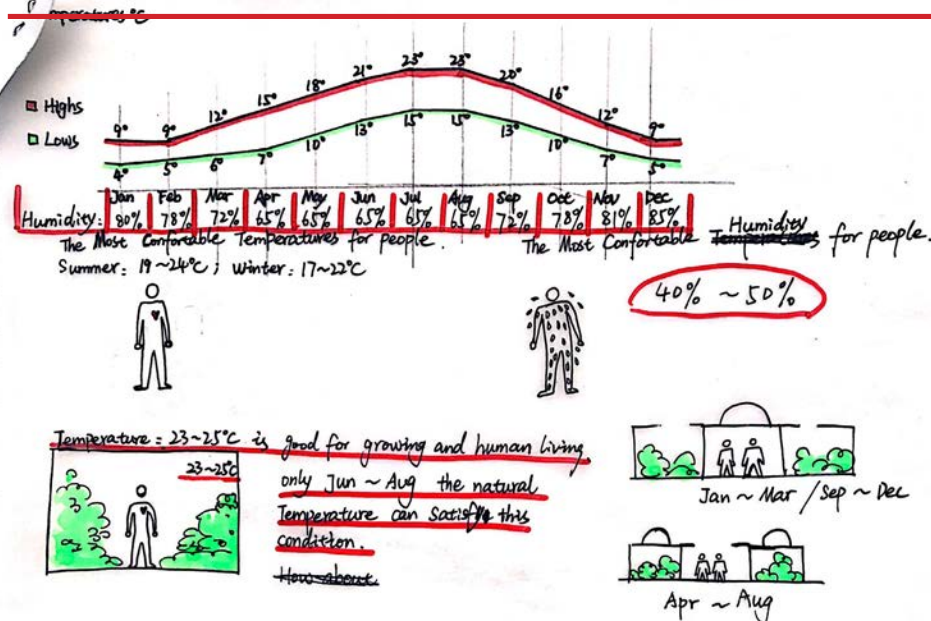 mperatures °C
9° 9° 12° 15° 18° 21° 23° 23° 20° 16° 12° 9°
Highs
Lows
4° 5° 6° 7° 10° 13° 15° 15° 13° 10° 7° 5°
Jan Feb Mar Apr May Jun Jul Aug Sep Oct Nov Dec
Humidity: 80% 78% 72% 65% 65% 65% 65% 65% 72% 78% 81% 85%
The Most Confortable Temperatures for people.
Summer: 19~24°C; Winter: 17~22°C
The Most Confortable Humidity for people.
40% ~ 50%
Temperature = 23~25°C is good for growing and human living,
only Jun ~ Aug the natural
Temperature can satisfy this
condition.
How about
23~25°C
Jan ~ Mar / Sep ~ Dec
Apr ~ Aug